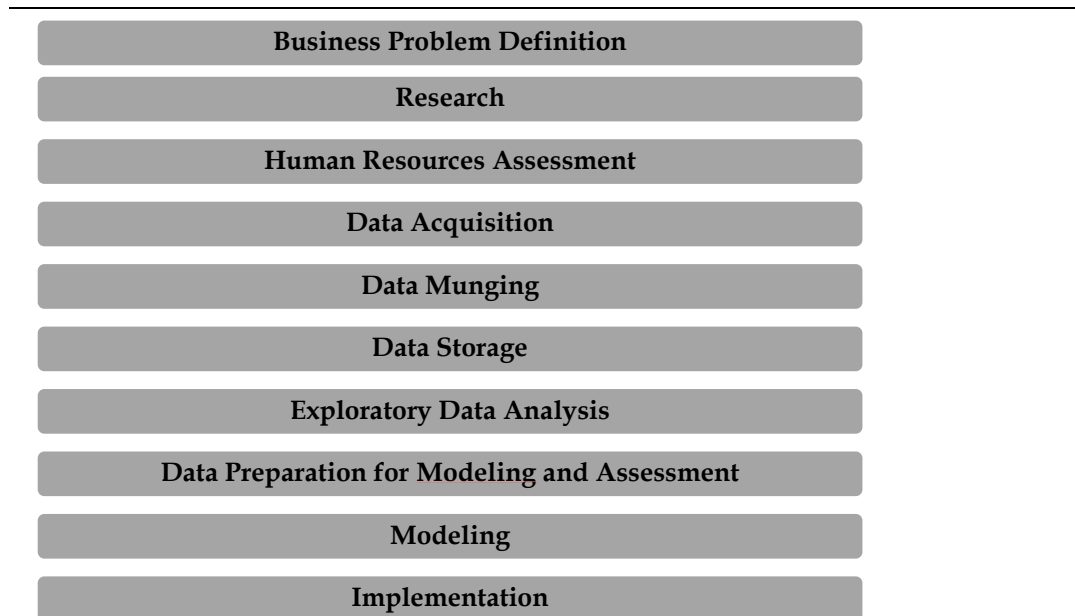 Business Problem Definition
Research
Human Resources Assessment
Data Acquisition
Data Munging
Data Storage
Exploratory Data Analysis
Data Preparation for Modeling and Assessment
Modeling
Implementation